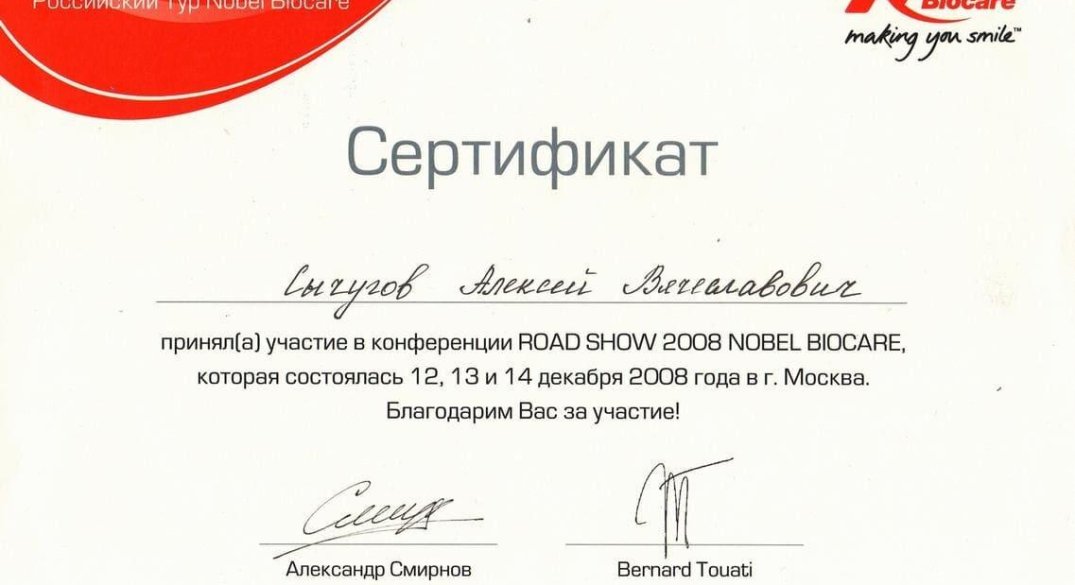 Российский Тур Nobel Biocare
Biocare
making you smile™
Сертификат
Сычугов Алексей Вячеславович
принял(а) участие в конференции ROAD SHOW 2008 NOBEL BIOCARE,
которая состоялась 12, 13 и 14 декабря 2008 года в г. Москва.
Благодарим Вас за участие!
Александр Смирнов
Bernard Touati